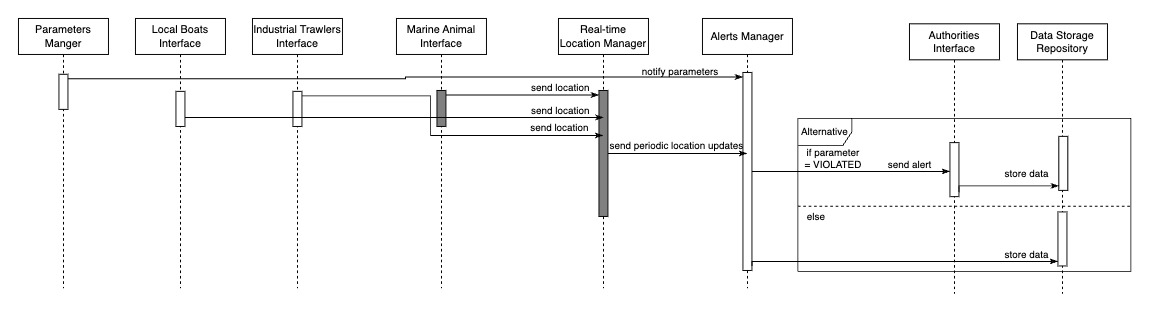 Parameters
Manger
Local Boats
Interface
Industrial Trawlers
Interface
Marine Animal
Interface
Real-time
Location Manager
Alerts Manager
Authorities
Interface
Data Storage
Repository
notify parameters
send location
send location
send location
send periodic location updates
Alternative
if parameter
= VIOLATED
send alert
store data
else
store data